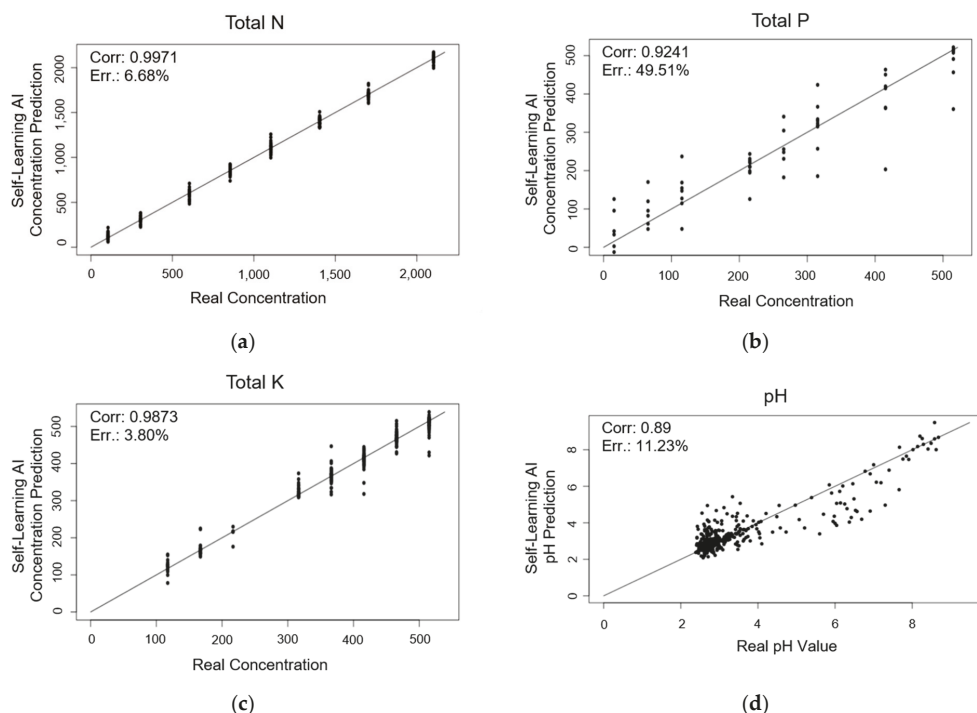 Total N
Corr: 0.9971
Err.: 6.68%
Self-Learning AI
Concentration Prediction
2000
1,500
1,000
500
0
0 500 1,000 1,500 2,000
Real Concentration
(a)
Total P
Corr: 0.9241
Err.: 49.51%
Self-Learning AI
Concentration Prediction
500
400
300
200
100
0
0 100 200 300 400 500
Real Concentration
(b)
Total K
Corr: 0.9873
Err.: 3.80%
Self-Learning AI
Concentration Prediction
500
400
300
200
100
0
0 100 200 300 400 500
Real Concentration
(c)
pH
Corr: 0.89
Err.: 11.23%
Self-Learning AI
pH Prediction
8
6
4
2
0
0 2 4 6 8
Real pH Value
(d)